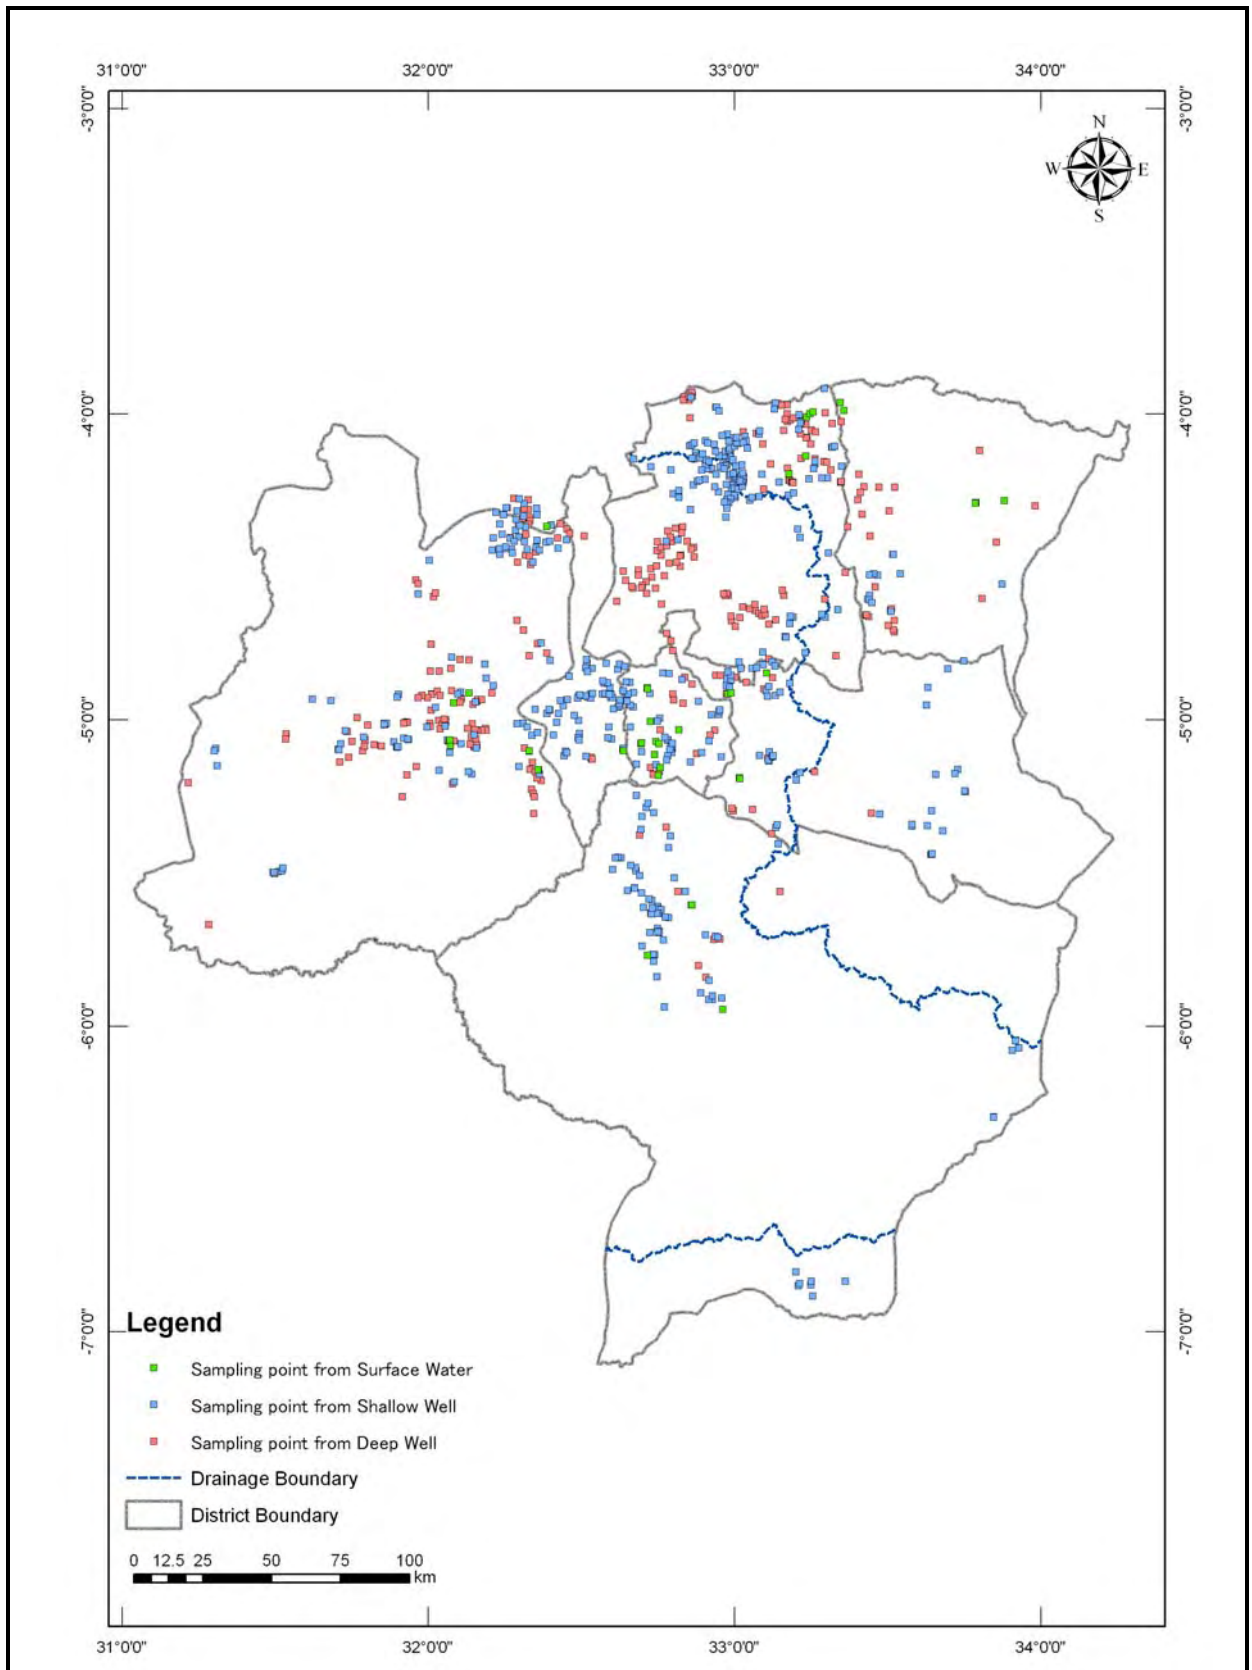 31°0'0" 32°0'0" 33°0'0" 34°0'0"
-3°0'0" -3°0'0"
N
W E
S
-4°0'0" -4°0'0"
-5°0'0" -5°0'0"
-6°0'0" -6°0'0"
-7°0'0" -7°0'0"
Legend
Sampling point from Surface Water
Sampling point from Shallow Well
Sampling point from Deep Well
Drainage Boundary
District Boundary
0 12.5 25 50 75 100
km
31°0'0" 32°0'0" 33°0'0" 34°0'0"